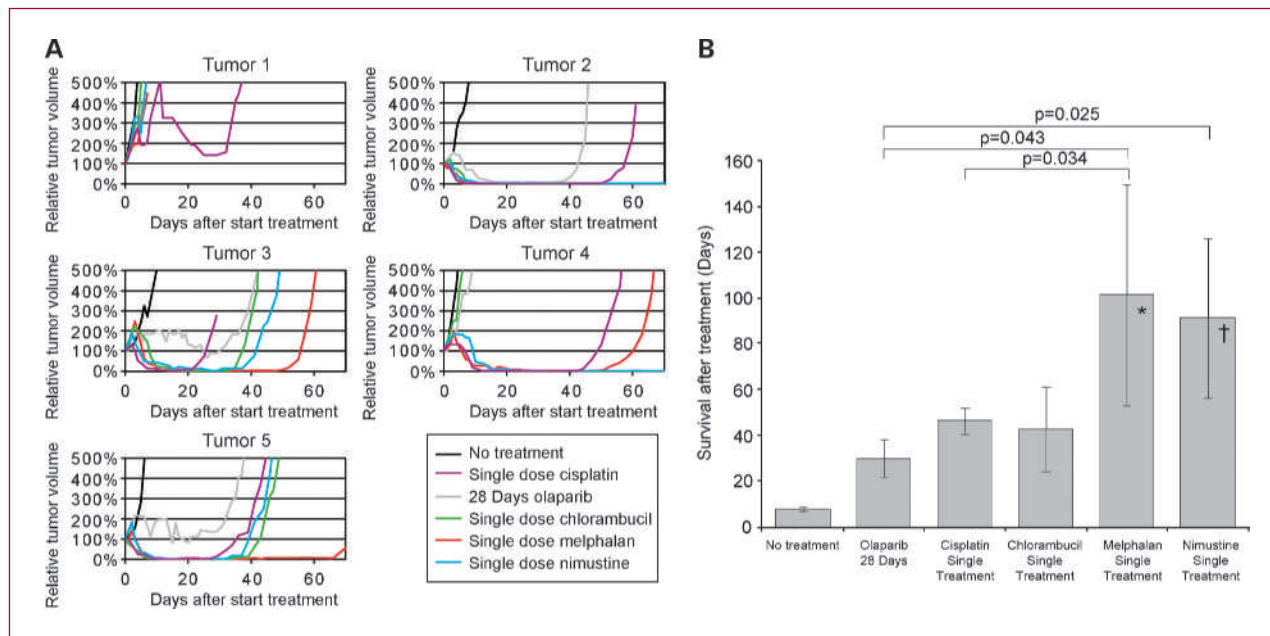 A
Tumor 1
Relative tumor volume
500%
400%
300%
200%
100%
0%
0 20 40 60
Days after start treatment
Tumor 2
Relative tumor volume
500%
400%
300%
200%
100%
0%
0 20 40 60
Days after start treatment
Tumor 3
Relative tumor volume
500%
400%
300%
200%
100%
0%
0 20 40 60
Days after start treatment
Tumor 4
Relative tumor volume
500%
400%
300%
200%
100%
0%
0 20 40 60
Days after start treatment
Tumor 5
Relative tumor volume
500%
400%
300%
200%
100%
0%
0 20 40 60
Days after start treatment
No treatment
Single dose cisplatin
28 Days olaparib
Single dose chlorambucil
Single dose melphalan
Single dose nimustine
B
p=0.025
p=0.043
p=0.034
Survival after treatment (Days)
160
140
120
100
80
60
40
20
0
*
†
No treatment
Olaparib
28 Days
Cisplatin
Single
Treatment
Chlorambucil
Single
Treatment
Melphalan
Single
Treatment
Nimustine
Single
Treatment